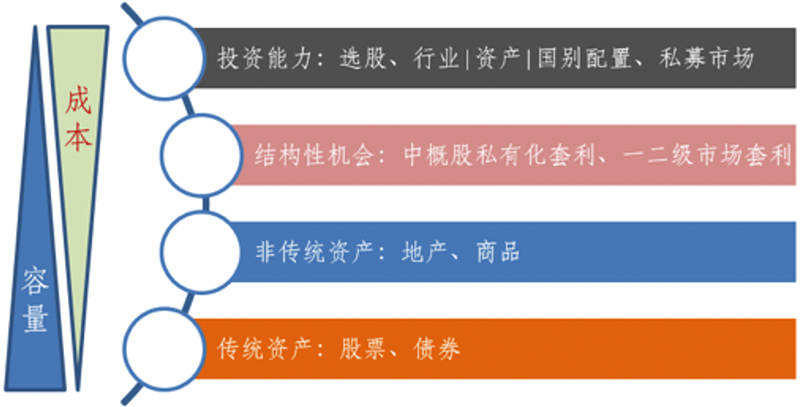 成本
容量
投资能力：选股、行业|资产|国别配置、私募市场
结构性机会：中概股私有化套利、一二级市场套利
非传统资产：地产、商品
传统资产：股票、债券